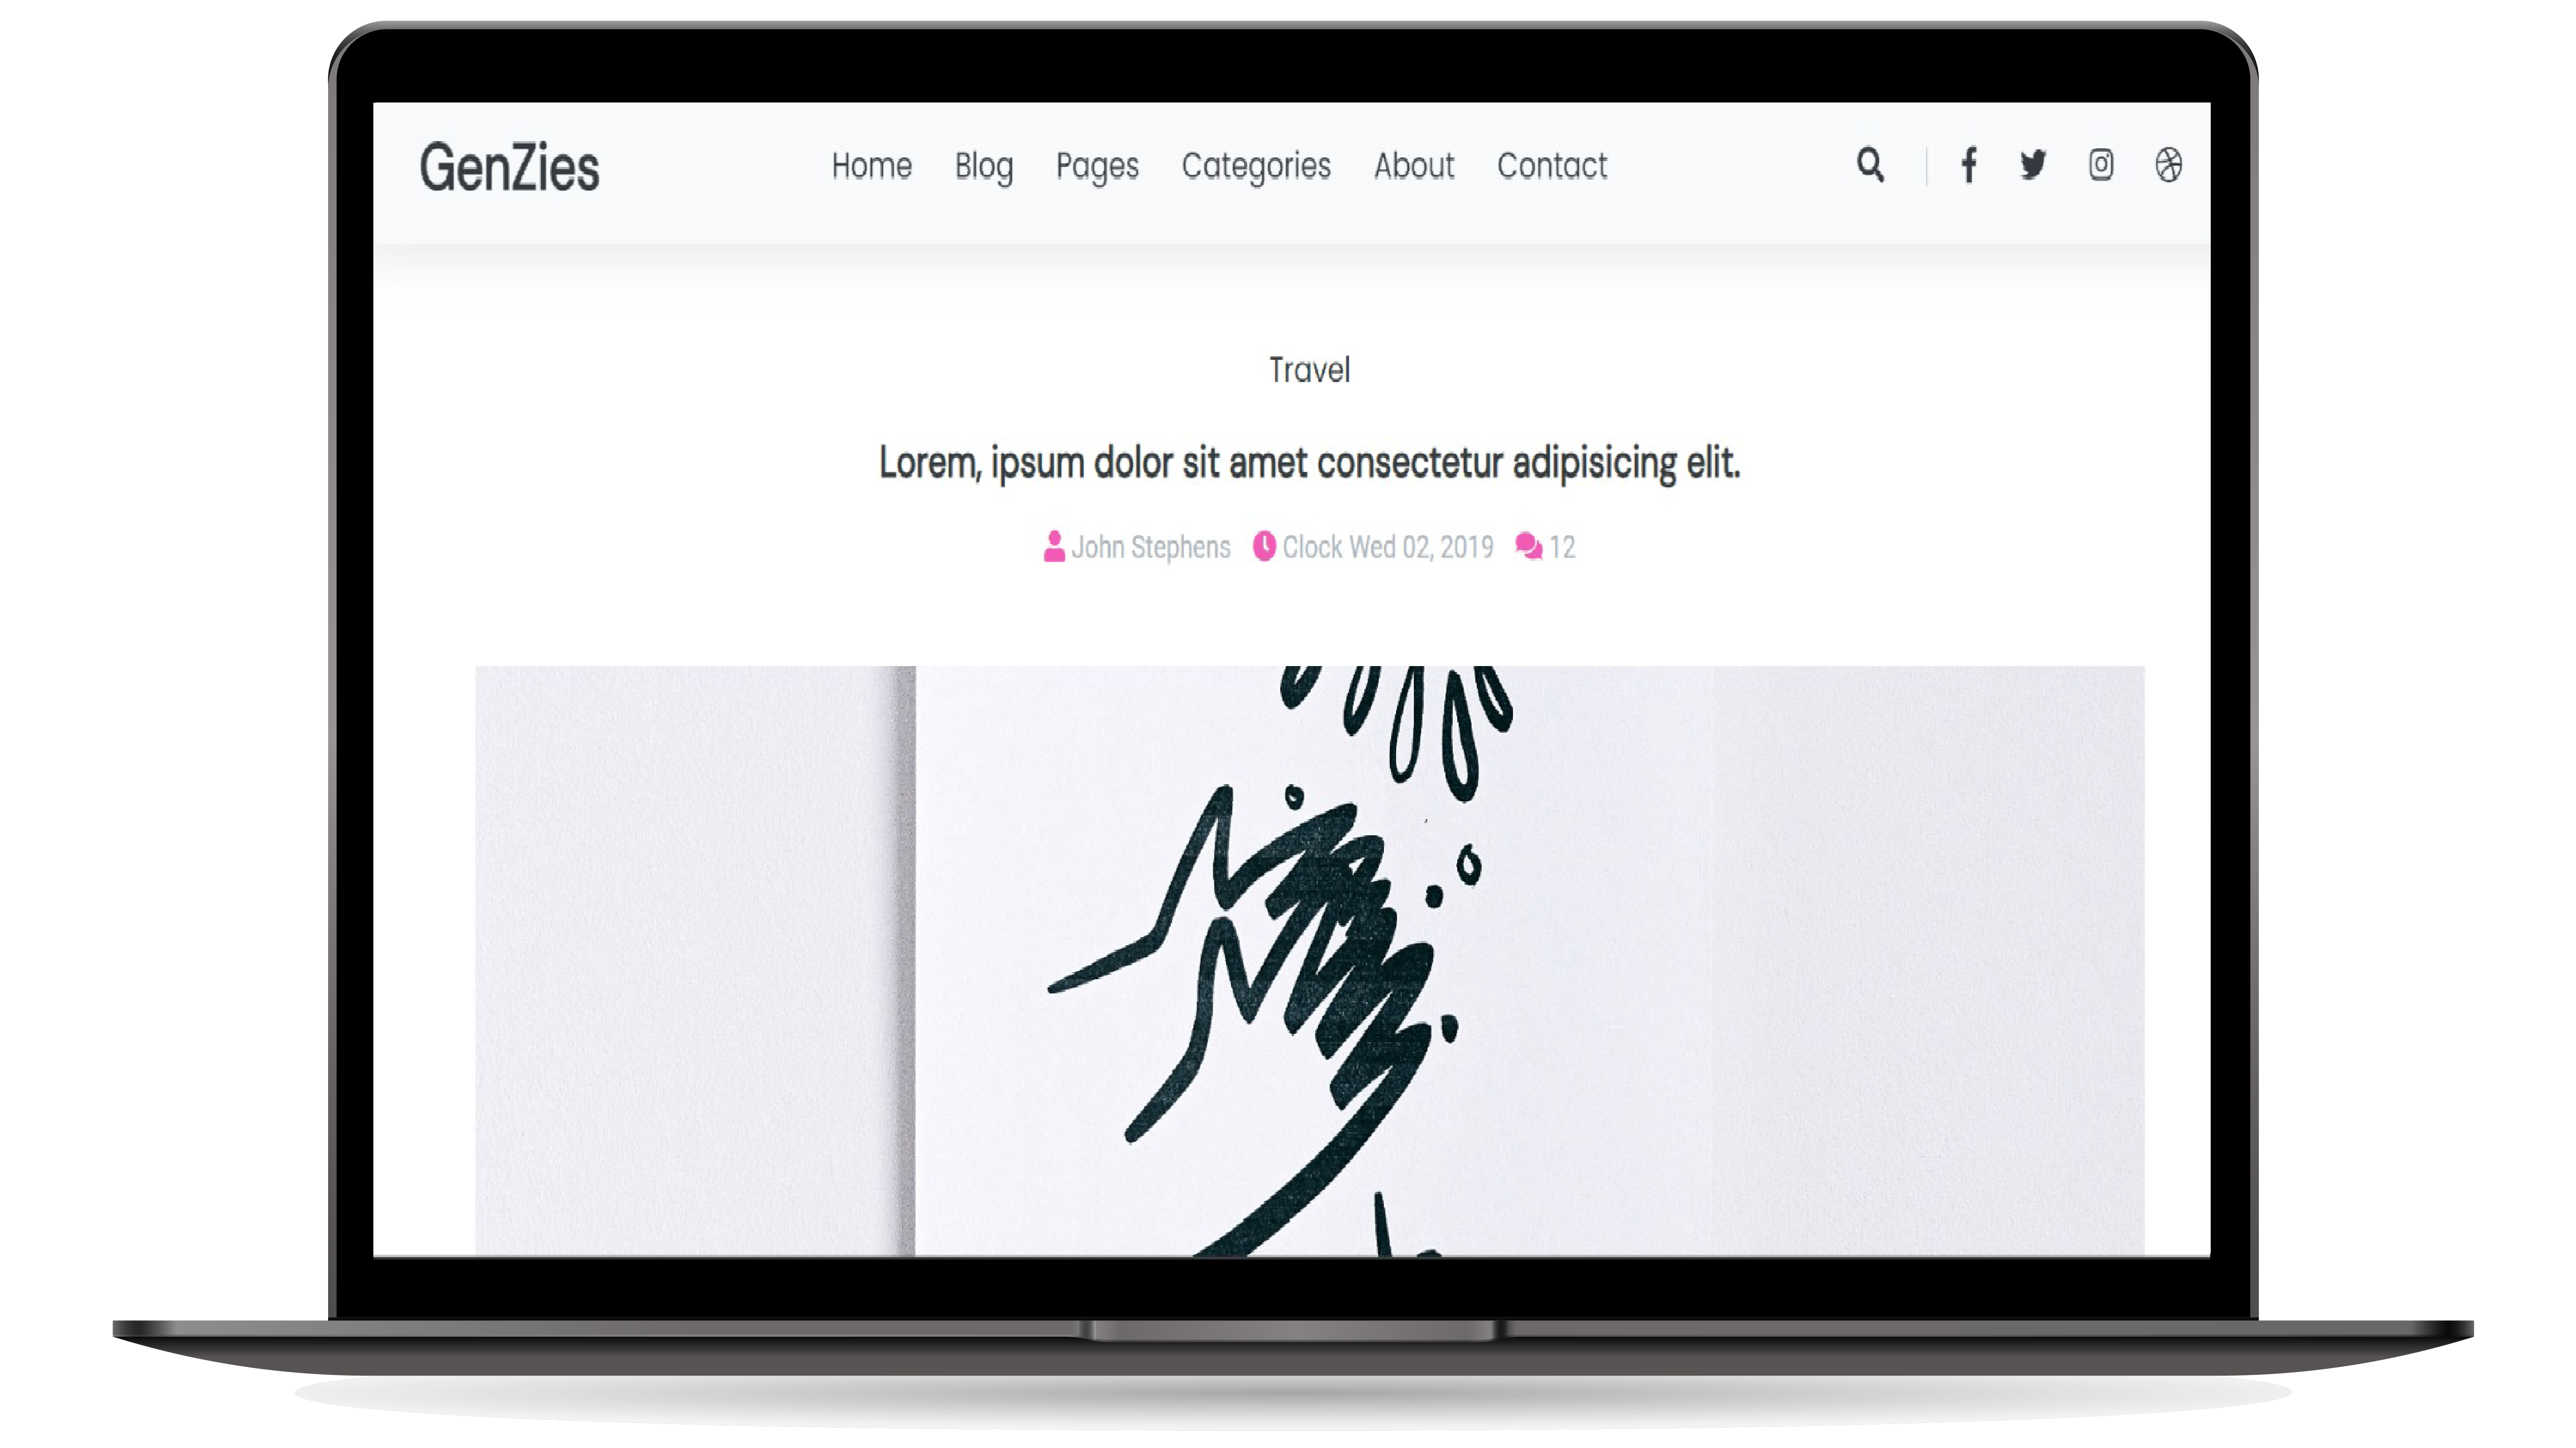 GenZies Home Blog Pages Categories About Contact
Travel
Lorem, ipsum dolor sit amet consectetur adipisicing elit.
John Stephens Clock Wed 02, 2019 12